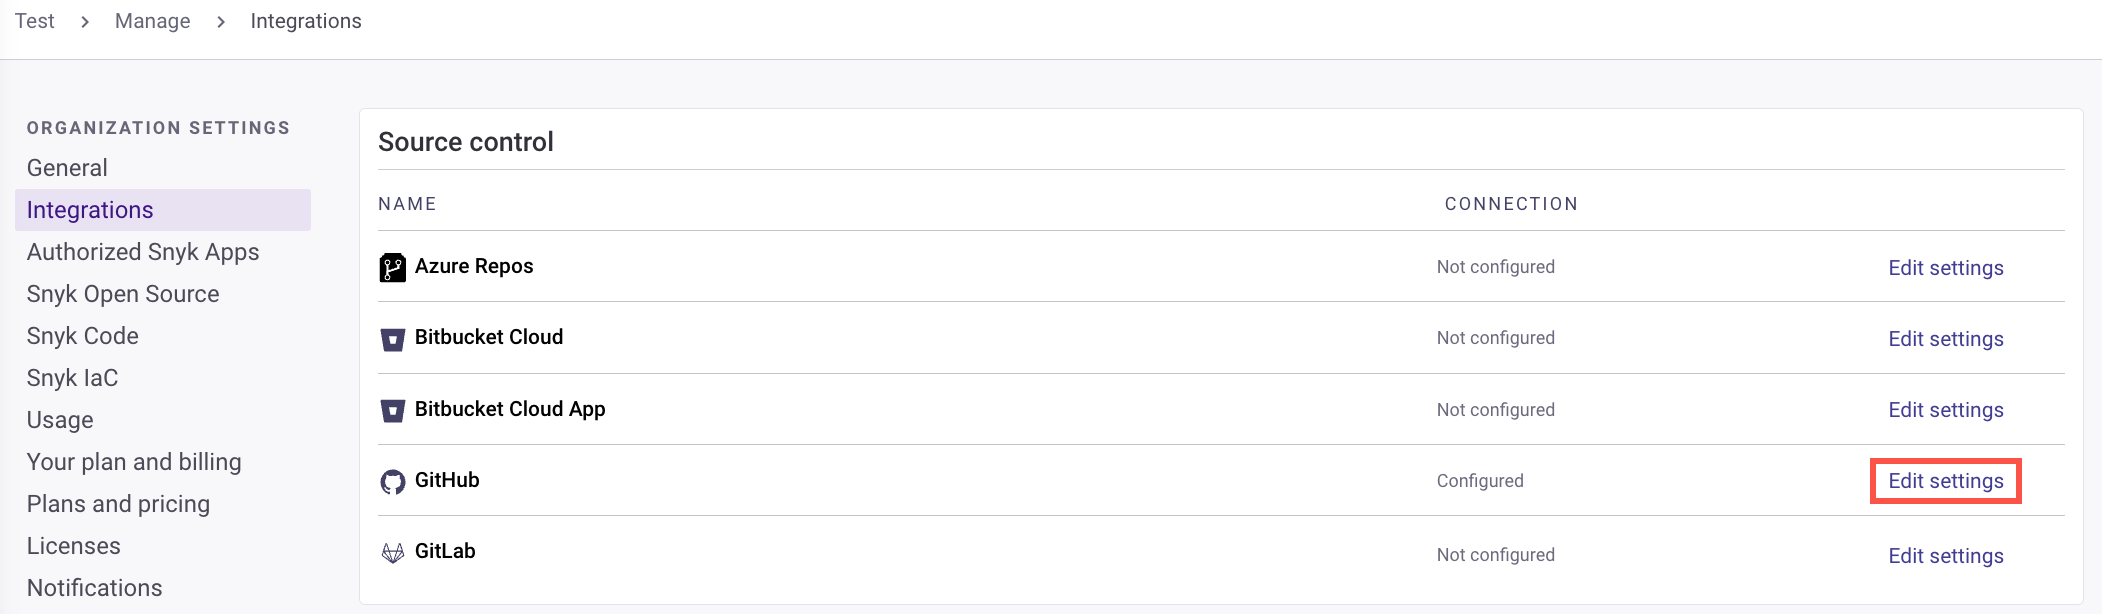 Test > Manage > Integrations
ORGANIZATION SETTINGS
General
Integrations
Authorized Snyk Apps
Snyk Open Source
Snyk Code
Snyk IaC
Usage
Your plan and billing
Plans and pricing
Licenses
Notifications
Source control
NAME CONNECTION
Azure Repos Not configured Edit settings
Bitbucket Cloud Not configured Edit settings
Bitbucket Cloud App Not configured Edit settings
GitHub Configured Edit settings
GitLab Not configured Edit settings